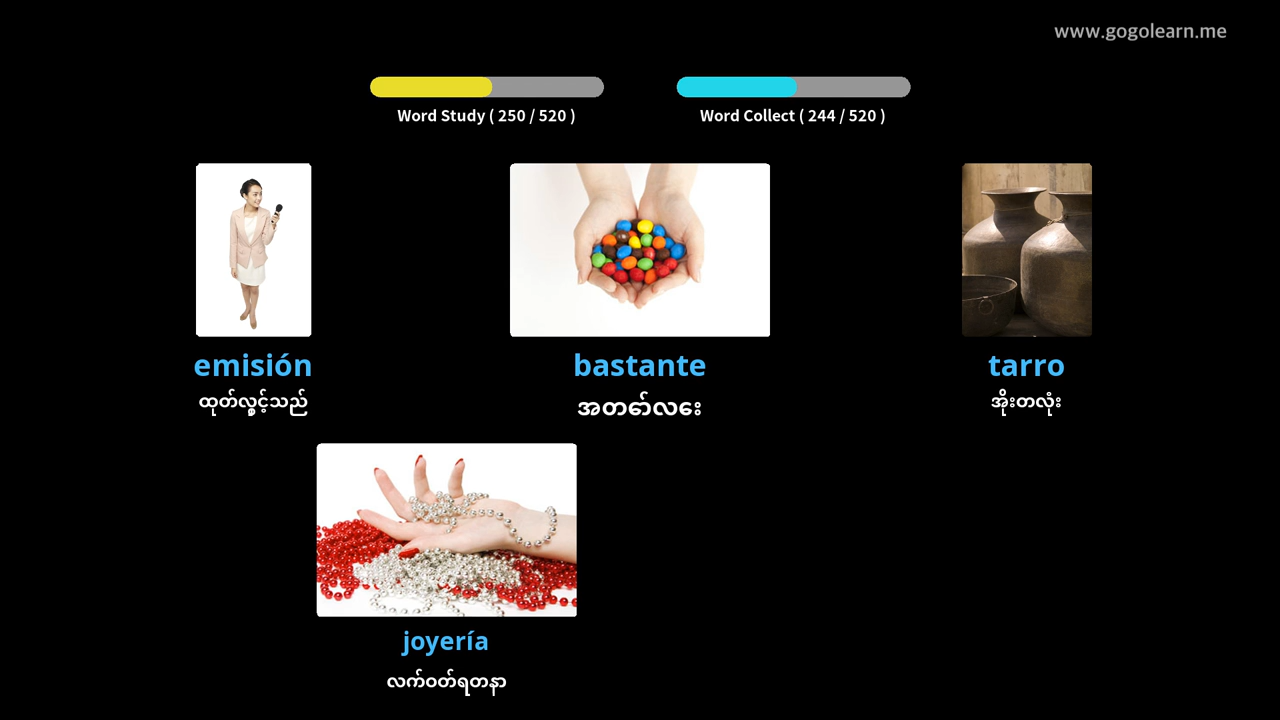 www.gogolearn.me
Word Study ( 250 / 520 )
Word Collect ( 244 / 520 )
emisión
ထုတ်လွှင့်သည်
bastante
အတော်လေး
tarro
အိုးတလုံး
joyería
လက်ဝတ်ရတနာ